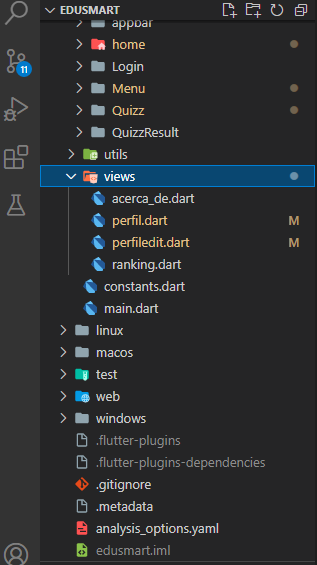 EDUSMART
appbar
home
Login
Menu
Quizz
QuizzResult
utils
views
acerca_de.dart
perfil.dart M
perfiledit.dart M
ranking.dart
constants.dart
main.dart
linux
macos
test
web
windows
.flutter-plugins
.flutter-plugins-dependencies
.gitignore
.metadata
analysis_options.yaml
edusmart.iml
11